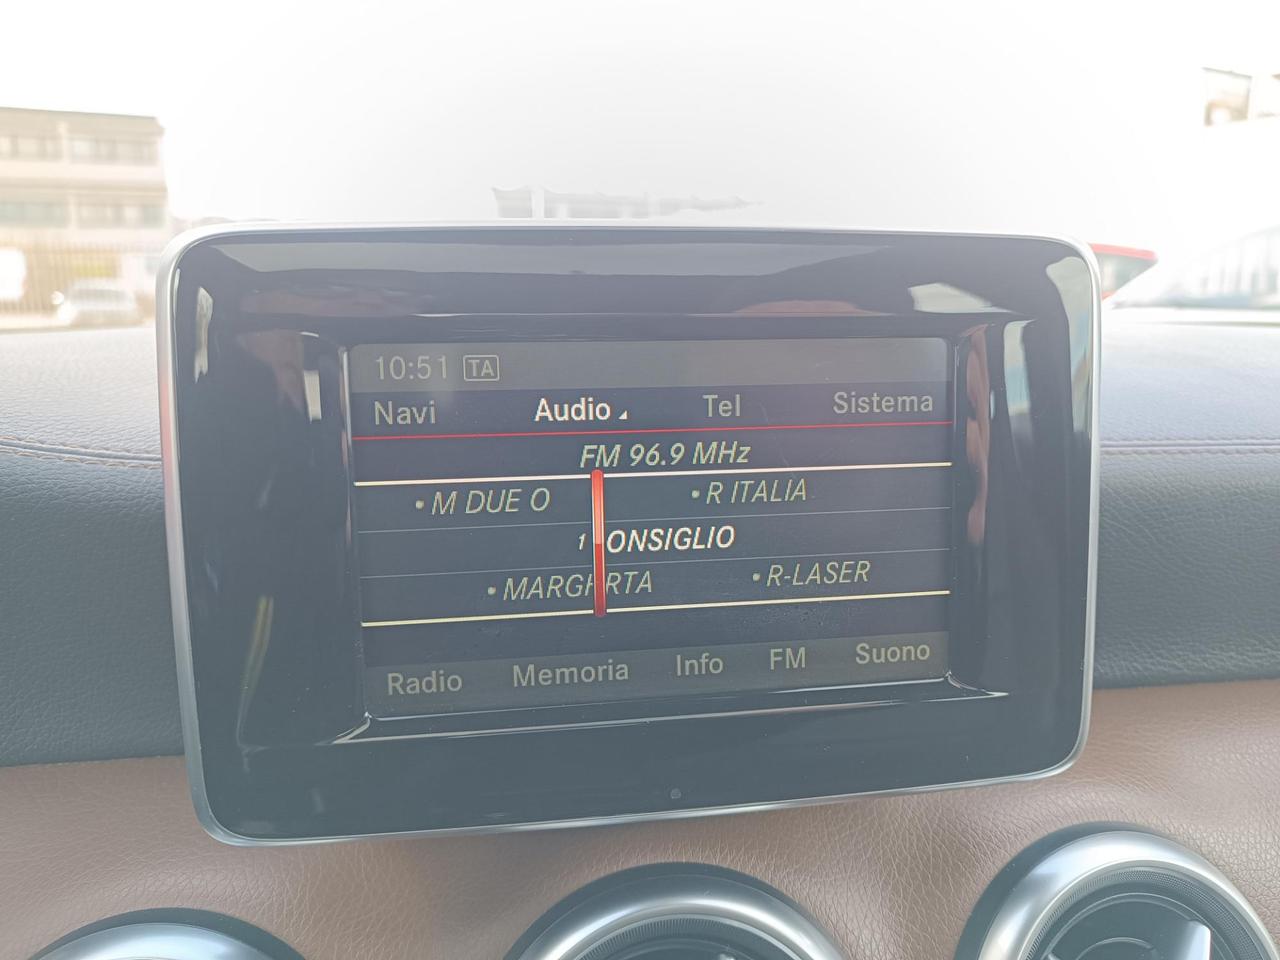 10:51 TA
Navi Audio Tel Sistema
FM 96.9 MHz
• M DUE O • R ITALIA
1 ONSIGLIO
• R-LASER
Radio Memoria Info FM Suono